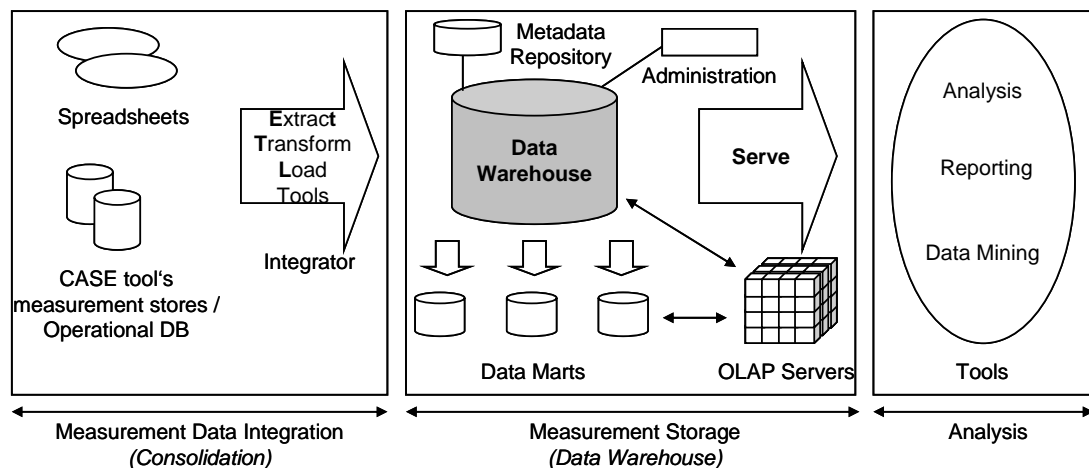 Spreadsheets
CASE tool's
measurement stores /
Operational DB
Extract
Transform
Load
Tools
Integrator
Metadata
Repository
Administration
Data
Warehouse
Serve
Data Marts
OLAP Servers
Analysis
Reporting
Data Mining
Tools
Measurement Data Integration
(Consolidation)
Measurement Storage
(Data Warehouse)
Analysis